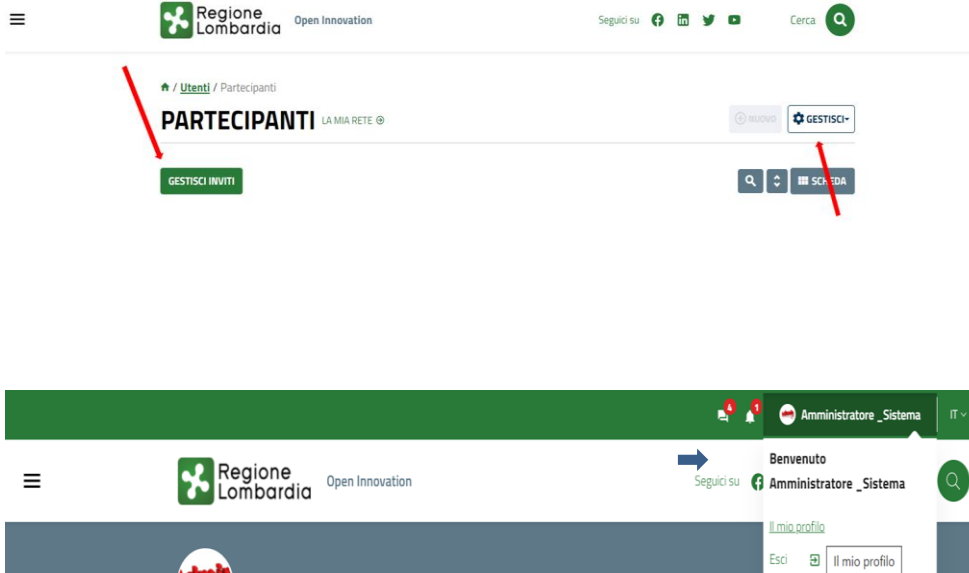 Regione
Lombardia
Open Innovation
Seguici su
Cerca
/ Utenti / Partecipanti
PARTECIPANTI LA MIA RETE
NUOVO
GESTISCI
GESTISCI INVITI
SCHEDA
4
1
Amministratore _Sistema
IT
Regione
Lombardia
Open Innovation
Seguici su
Benvenuto
Amministratore _Sistema
Il mio profilo
Esci
Il mio profilo